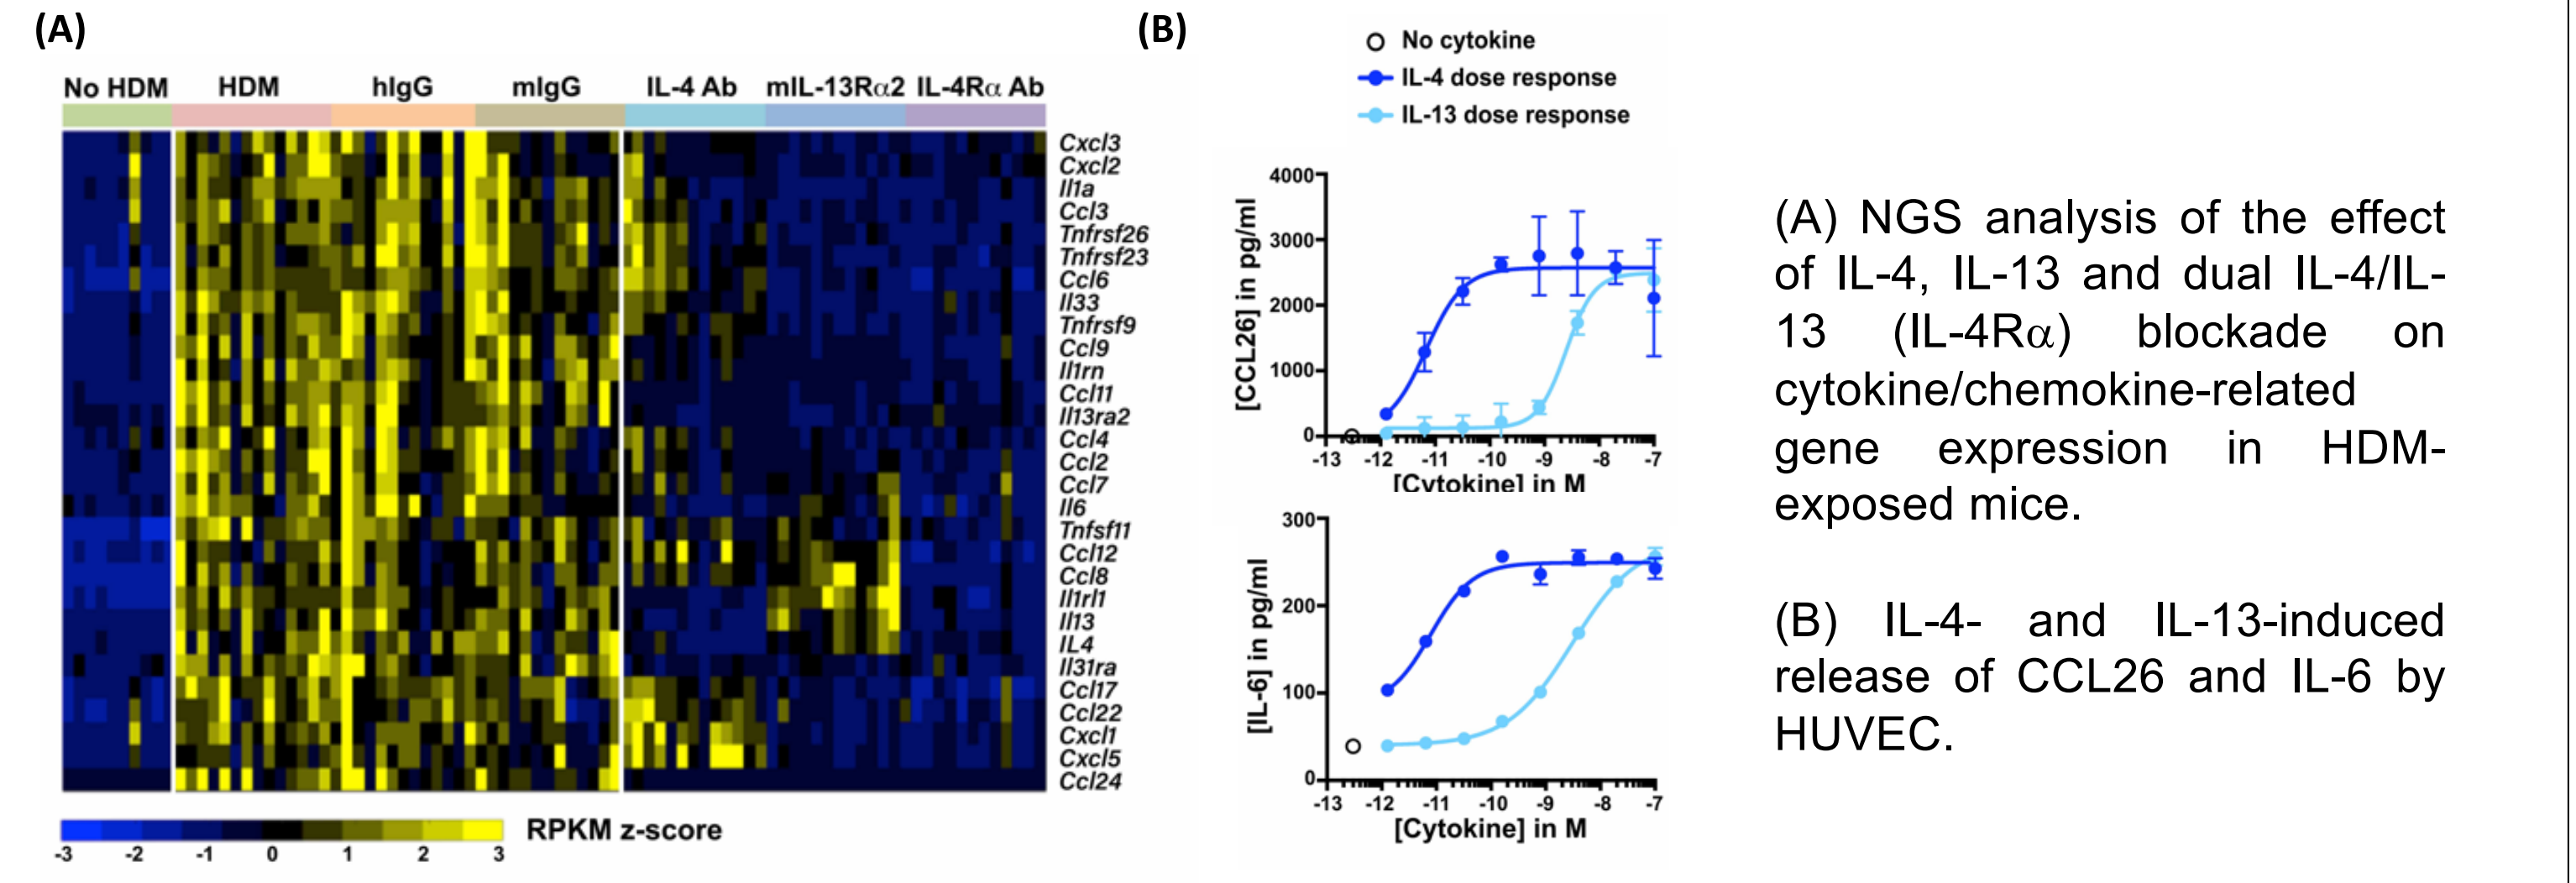 (A)
No HDM HDM hIgG mIgG IL-4 Ab mIL-13Rα2 IL-4Rα Ab
Cxcl3
Cxcl2
Il1a
Ccl3
Tnfrsf26
Tnfrsf23
Ccl6
Il33
Tnfrsf9
Ccl9
Il1rn
Ccl11
Il13ra2
Ccl4
Ccl2
Ccl7
Il6
Tnfsf11
Ccl12
Ccl8
Il1rl1
Il13
IL4
Il31ra
Ccl17
Ccl22
Cxcl1
Cxcl5
Ccl24
RPKM z-score
-3 -2 -1 0 1 2 3
(B)
No cytokine
IL-4 dose response
IL-13 dose response
[CCL26] in pg/ml
4000
3000
2000
1000
0
-13 -12 -11 -10 -9 -8 -7
[Cytokine] in M
[IL-6] in pg/ml
300
200
100
0
-13 -12 -11 -10 -9 -8 -7
[Cytokine] in M
(A) NGS analysis of the effect
of IL-4, IL-13 and dual IL-4/IL-
13 (IL-4Rα) blockade on
cytokine/chemokine-related
gene expression in HDM-
exposed mice.
(B) IL-4- and IL-13-induced
release of CCL26 and IL-6 by
HUVEC.